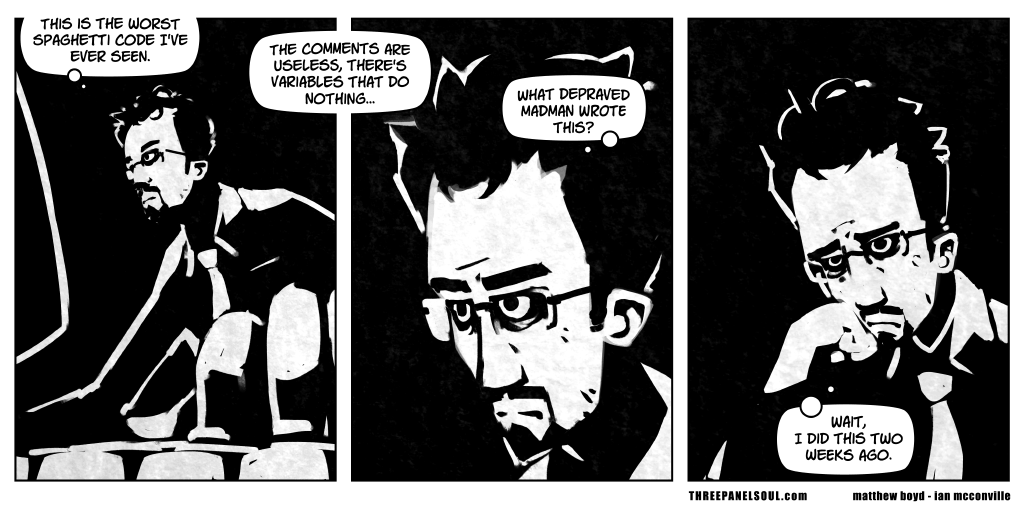 THIS IS THE WORST
SPAGHETTI CODE I'VE
EVER SEEN.
THE COMMENTS ARE
USELESS, THERE'S
VARIABLES THAT DO
NOTHING...
WHAT DEPRAVED
MADMAN WROTE
THIS?
WAIT,
I DID THIS TWO
WEEKS AGO.
THREEPANELSOUL.com
matthew boyd - ian mcconville